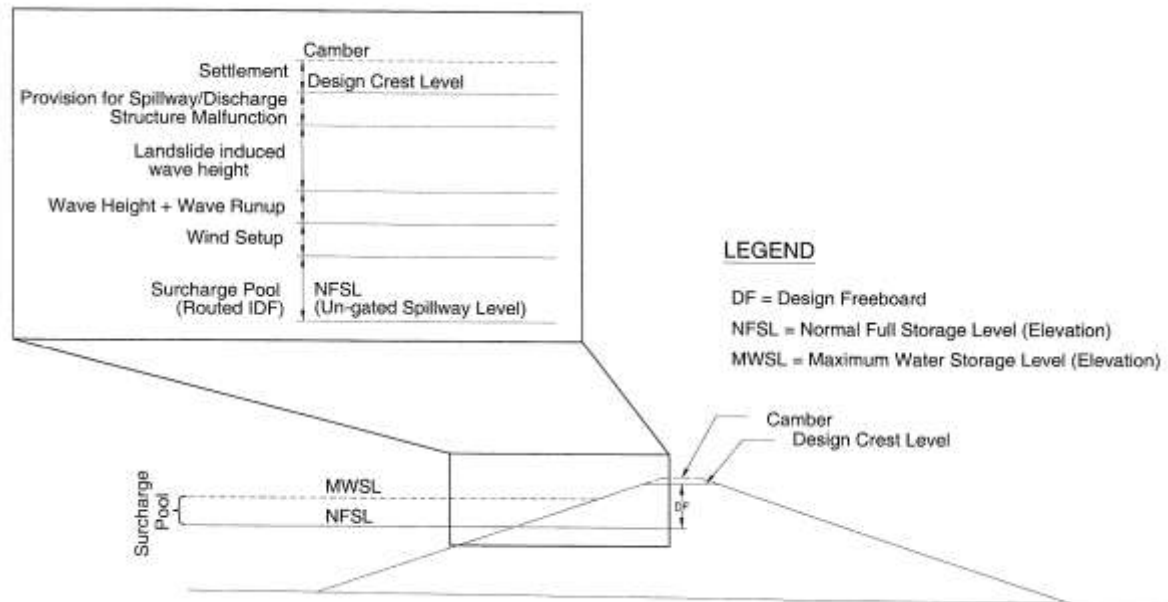 Camber
Settlement
Design Crest Level
Provision for Spillway/Discharge
Structure Malfunction
Landslide induced
wave height
Wave Height + Wave Runup
Wind Setup
Surcharge Pool
(Routed IDF)
NFSL
(Un-gated Spillway Level)
LEGEND
DF = Design Freeboard
NFSL = Normal Full Storage Level (Elevation)
MWSL = Maximum Water Storage Level (Elevation)
Camber
Design Crest Level
Surcharge
Pool
MWSL
NFSL
DF